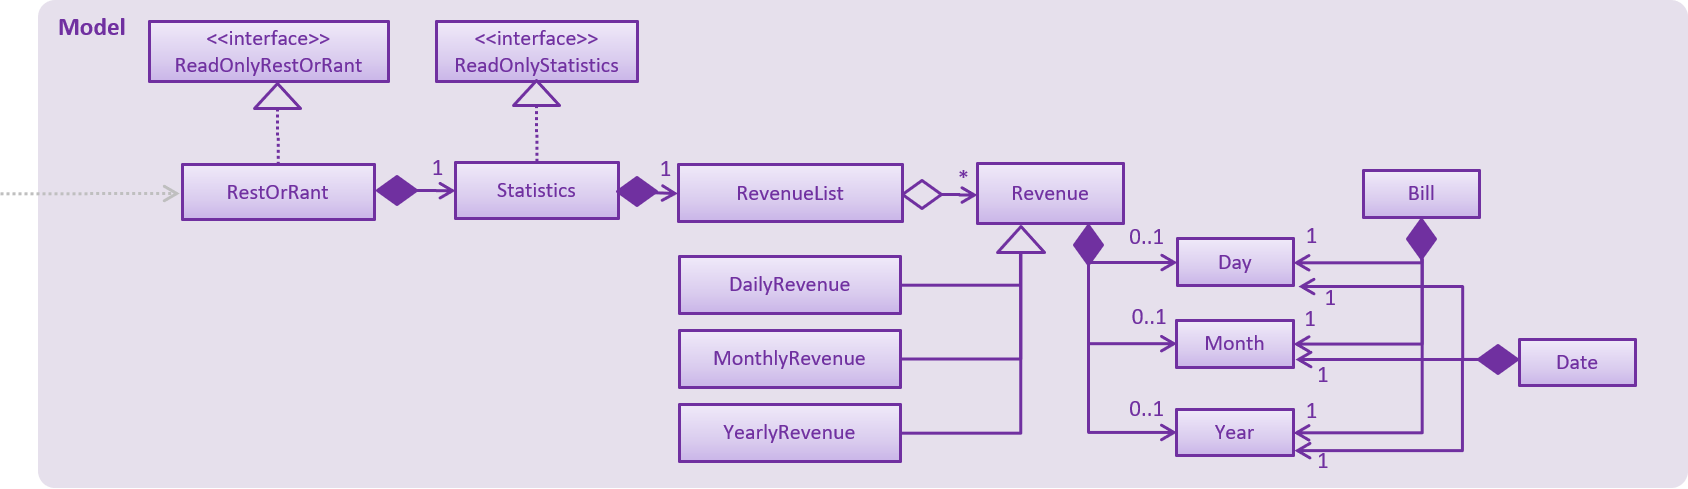 Model
<<interface>>
ReadOnlyRestOrRant
<<interface>>
ReadOnlyStatistics
RestOrRant
1
Statistics
1
RevenueList
*
Revenue
Bill
DailyRevenue
MonthlyRevenue
YearlyRevenue
0..1
Day
1
1
0..1
Month
1
1
Date
0..1
Year
1
1